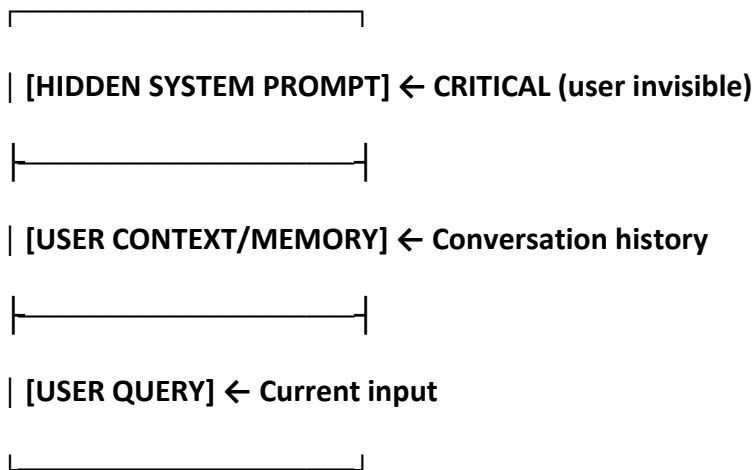 | [HIDDEN SYSTEM PROMPT] ← CRITICAL (user invisible)
| [USER CONTEXT/MEMORY] ← Conversation history
| [USER QUERY] ← Current input